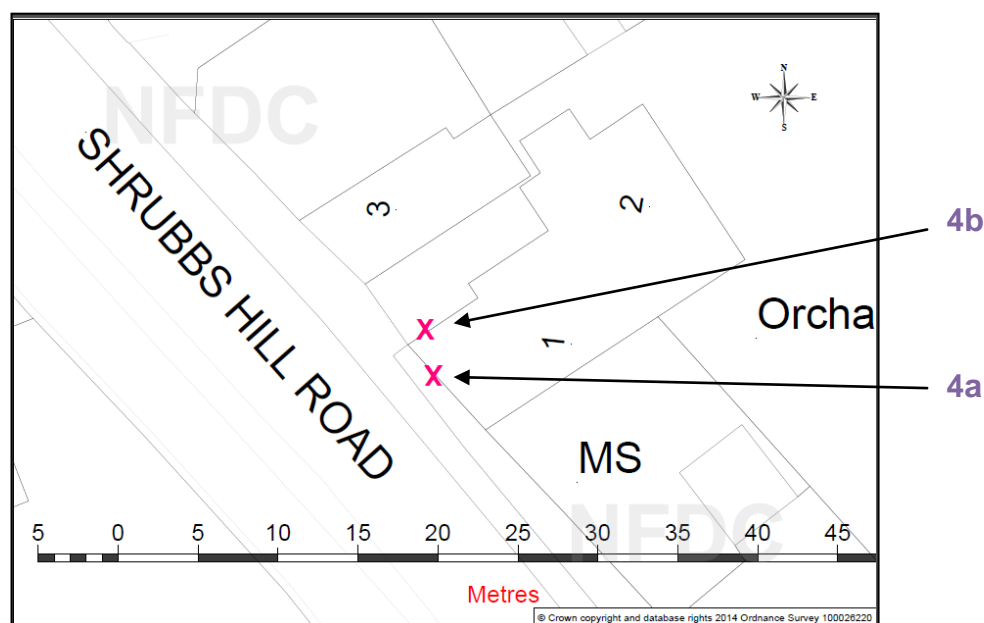 NFDC
N
W E
S
SHRUBBS HILL ROAD
3
2
4b
Orcha
1
4a
MS
NFDC
5 0 5 10 15 20 25 30 35 40 45
Metres
© Crown copyright and database rights 2014 Ordnance Survey 100026220
X
X